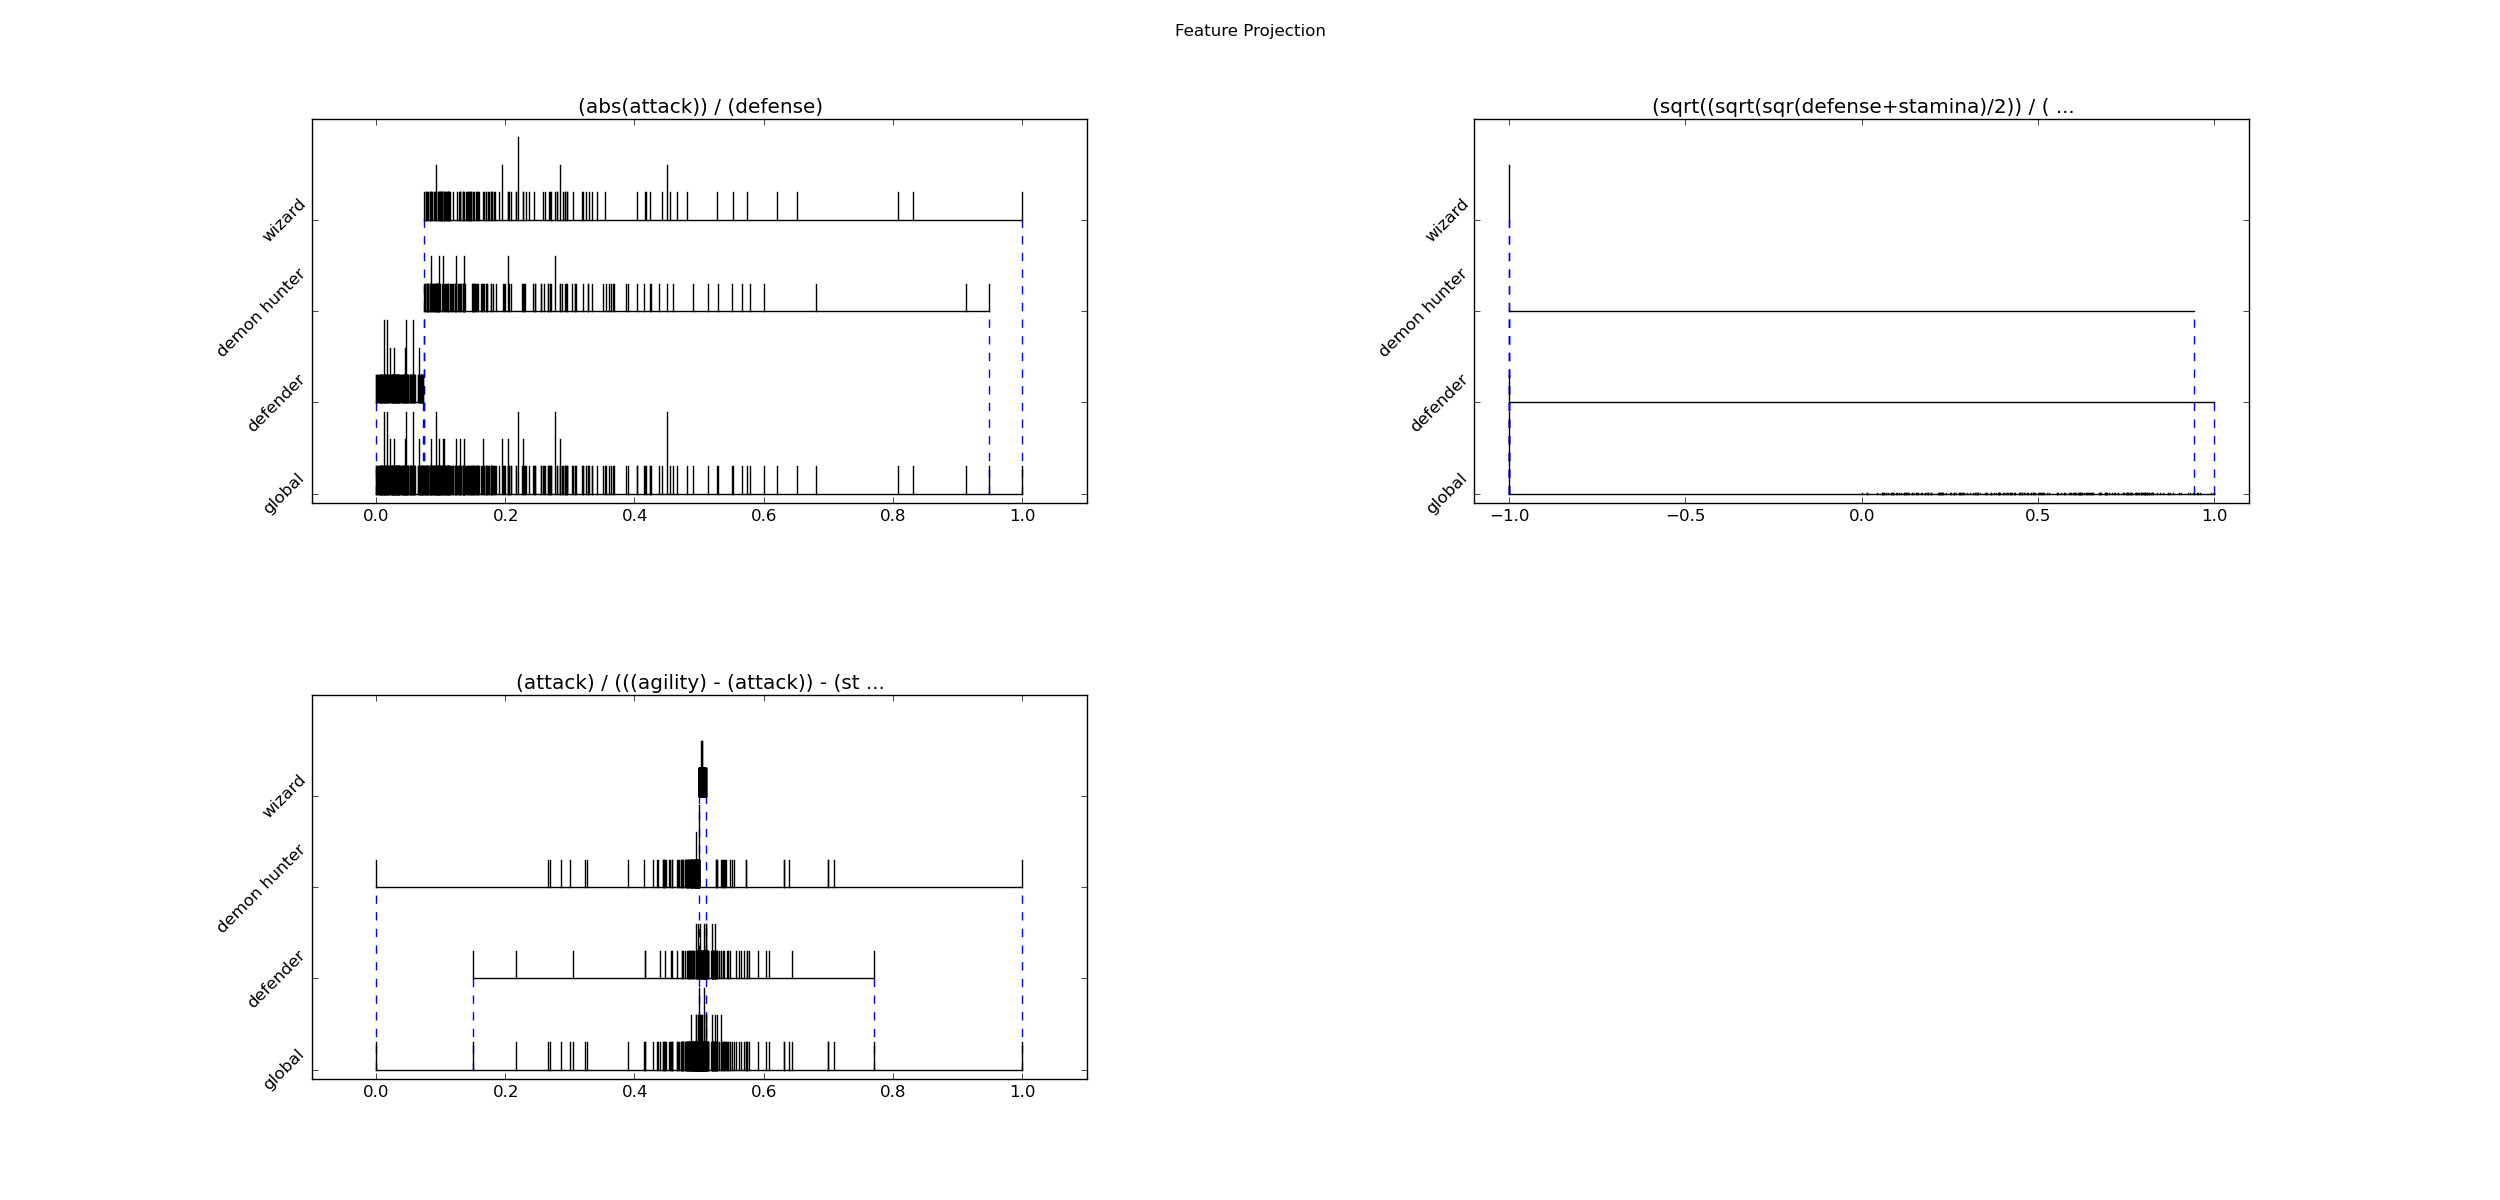 Feature Projection
(abs(attack)) / (defense)
wizard
demon hunter
defender
global
0.0 0.2 0.4 0.6 0.8 1.0
(sqrt((sqrt(sqr(defense+stamina)/2)) / ( ...
wizard
demon hunter
defender
global
−1.0 −0.5 0.0 0.5 1.0
(attack) / (((agility) - (attack)) - (st ...
wizard
demon hunter
defender
global
0.0 0.2 0.4 0.6 0.8 1.0